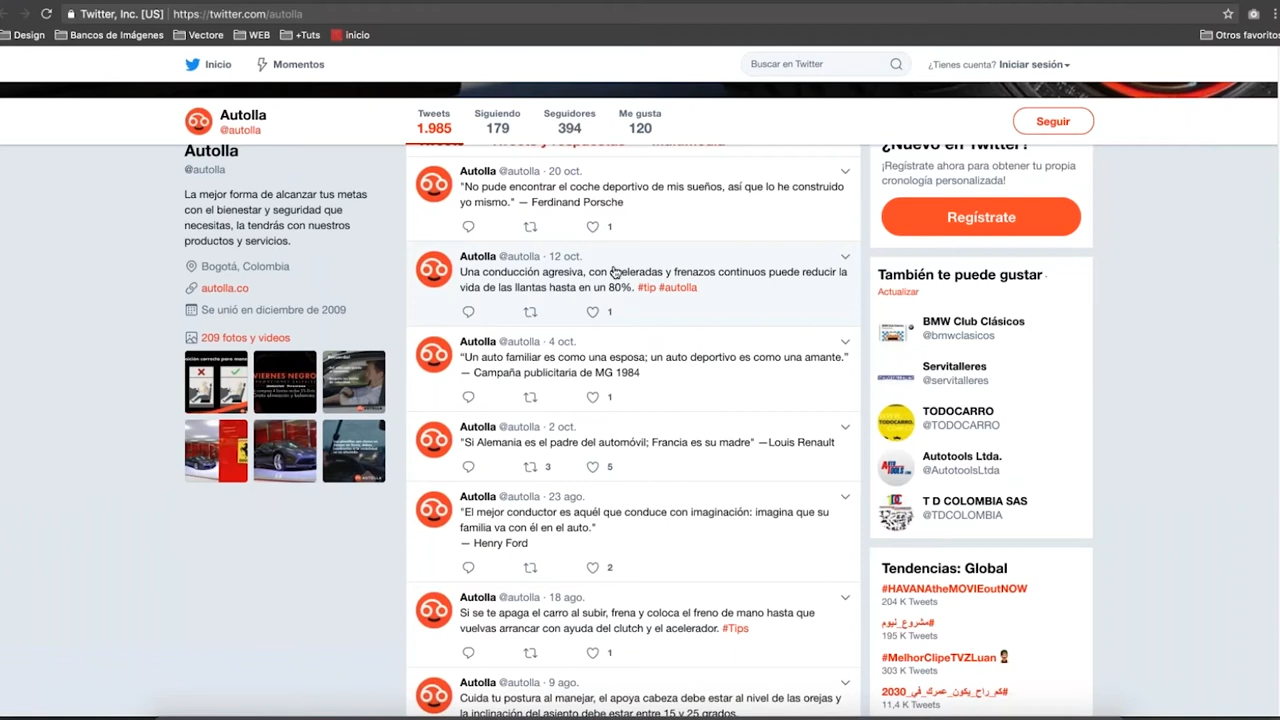 Twitter, Inc. [US] | https://twitter.com/autolla
Design Bancos de Imágenes Vectore WEB +Tuts inicio Otros favoritos
Inicio Momentos Buscar en Twitter ¿Tienes cuenta? Iniciar sesión
Autolla
@autolla
Tweets Siguiendo Seguidores Me gusta
1.985 179 394 120
Seguir
Autolla
@autolla
La mejor forma de alcanzar tus metas
con el bienestar y seguridad que
necesitas, la tendrás con nuestros
productos y servicios.
Bogotá, Colombia
autolla.co
Se unió en diciembre de 2009
209 fotos y videos
VIERNES NEGRO
Autolla @autolla · 20 oct.
"No pude encontrar el coche deportivo de mis sueños, así que lo he construido
yo mismo." — Ferdinand Porsche
1
Autolla @autolla · 12 oct.
Una conducción agresiva, con aceleradas y frenazos continuos puede reducir la
vida de las llantas hasta en un 80%. #tip #autolla
1
Autolla @autolla · 4 oct.
"Un auto familiar es como una esposa; un auto deportivo es como una amante."
— Campaña publicitaria de MG 1984
1
Autolla @autolla · 2 oct.
"Si Alemania es el padre del automóvil; Francia es su madre" —Louis Renault
3 5
Autolla @autolla · 23 ago.
"El mejor conductor es aquél que conduce con imaginación: imagina que su
familia va con él en el auto."
— Henry Ford
2
Autolla @autolla · 18 ago.
Si se te apaga el carro al subir, frena y coloca el freno de mano hasta que
vuelvas arrancar con ayuda del clutch y el acelerador. #Tips
1
Autolla @autolla · 9 ago.
Cuida tu postura al manejar, el apoya cabeza debe estar al nivel de las orejas y
la inclinación del asiento debe estar entre 15 y 25 grados.
¿Nuevo en Twitter?
¡Regístrate ahora para obtener tu propia
cronología personalizada!
Regístrate
También te puede gustar ·
Actualizar
BMW Club Clásicos
@bmwclasicos
Servitalleres
@servitalleres
TODOCARRO
@TODOCARRO
Autotools Ltda.
@AutotoolsLtda
T D COLOMBIA SAS
@TDCOLOMBIA
Tendencias: Global
#HAVANAtheMOVIEoutNOW
204 K Tweets
#مشروع_نيوم
195 K Tweets
#MelhorClipeTVZLuan
303 K Tweets
#كم_راح_يكون_عمرك_في_2030
11,4 K Tweets